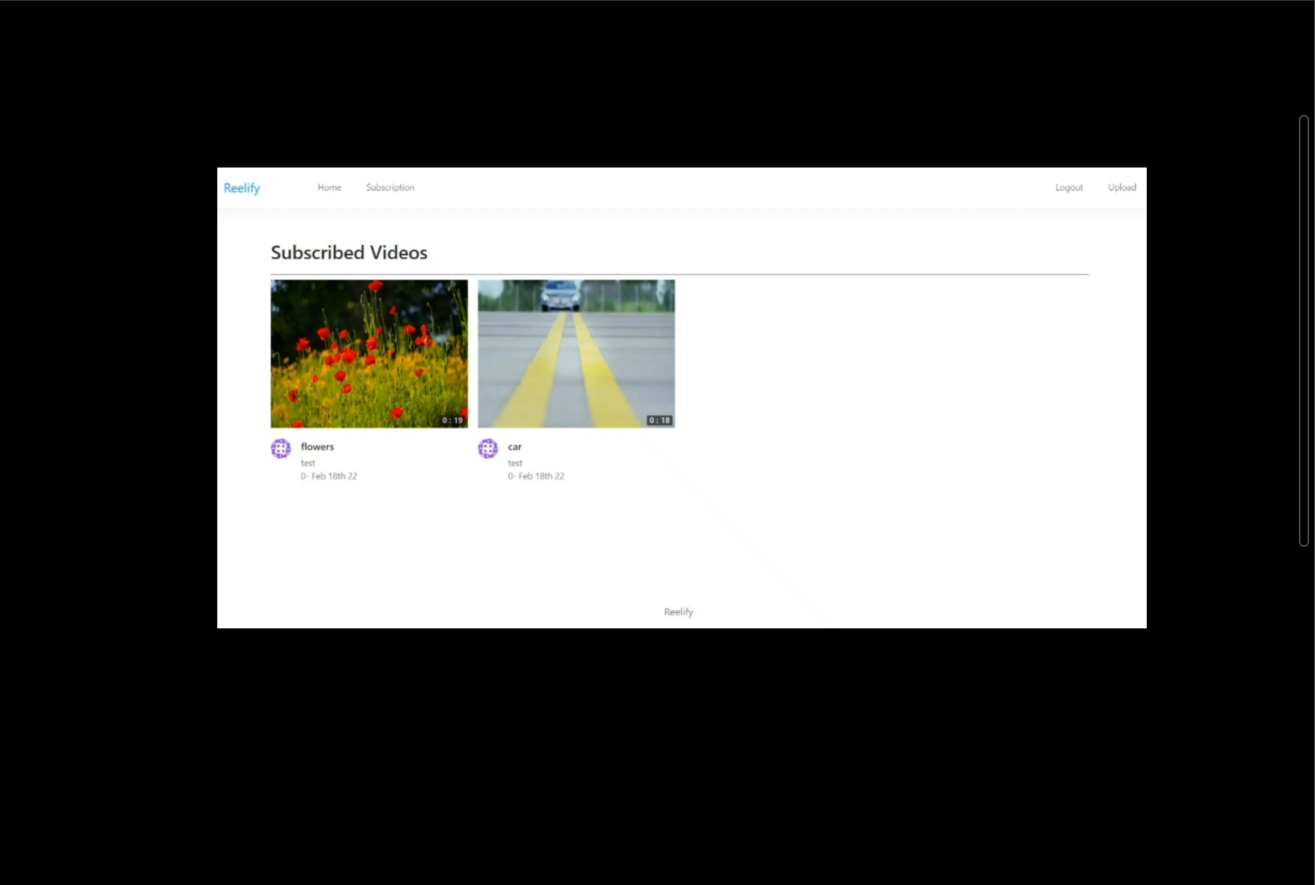 Reelify Home Subscription Logout Upload
Subscribed Videos
0 : 19 0 : 18
flowers car
test test
0- Feb 18th 22 0- Feb 18th 22
Reelify